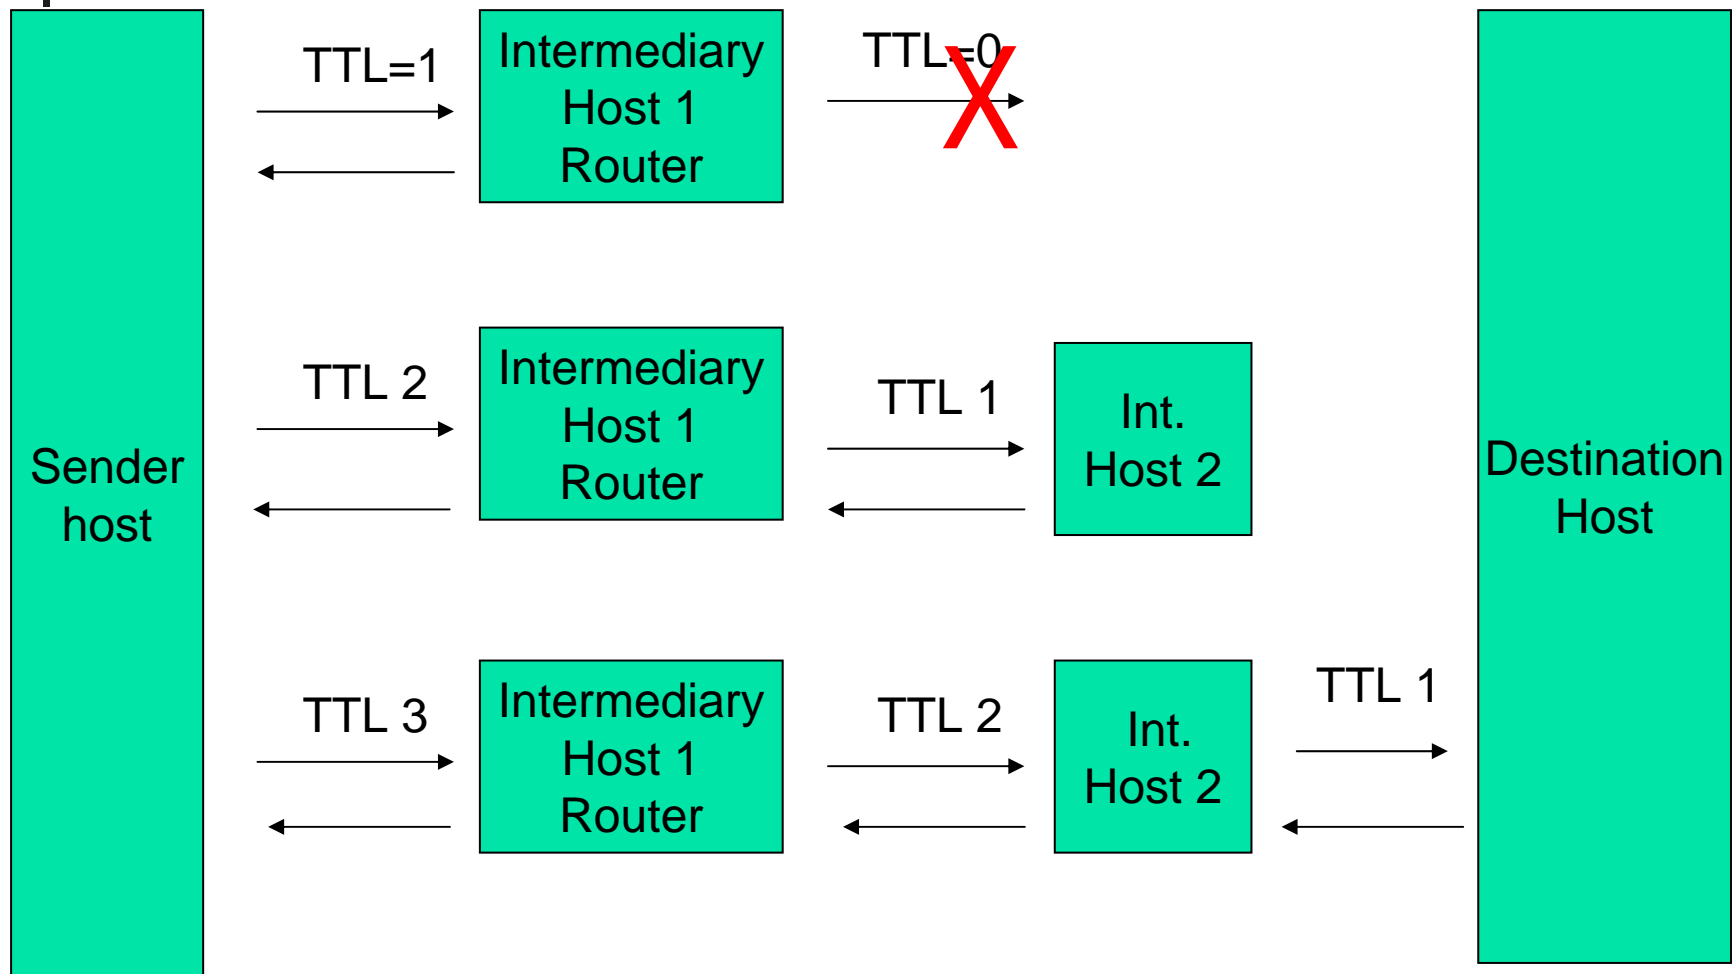 TTL=1
Intermediary
Host 1
Router
TTL=0
X
TTL 2
Intermediary
Host 1
Router
TTL 1
Int.
Host 2
Sender
host
Destination
Host
TTL 3
Intermediary
Host 1
Router
TTL 2
Int.
Host 2
TTL 1